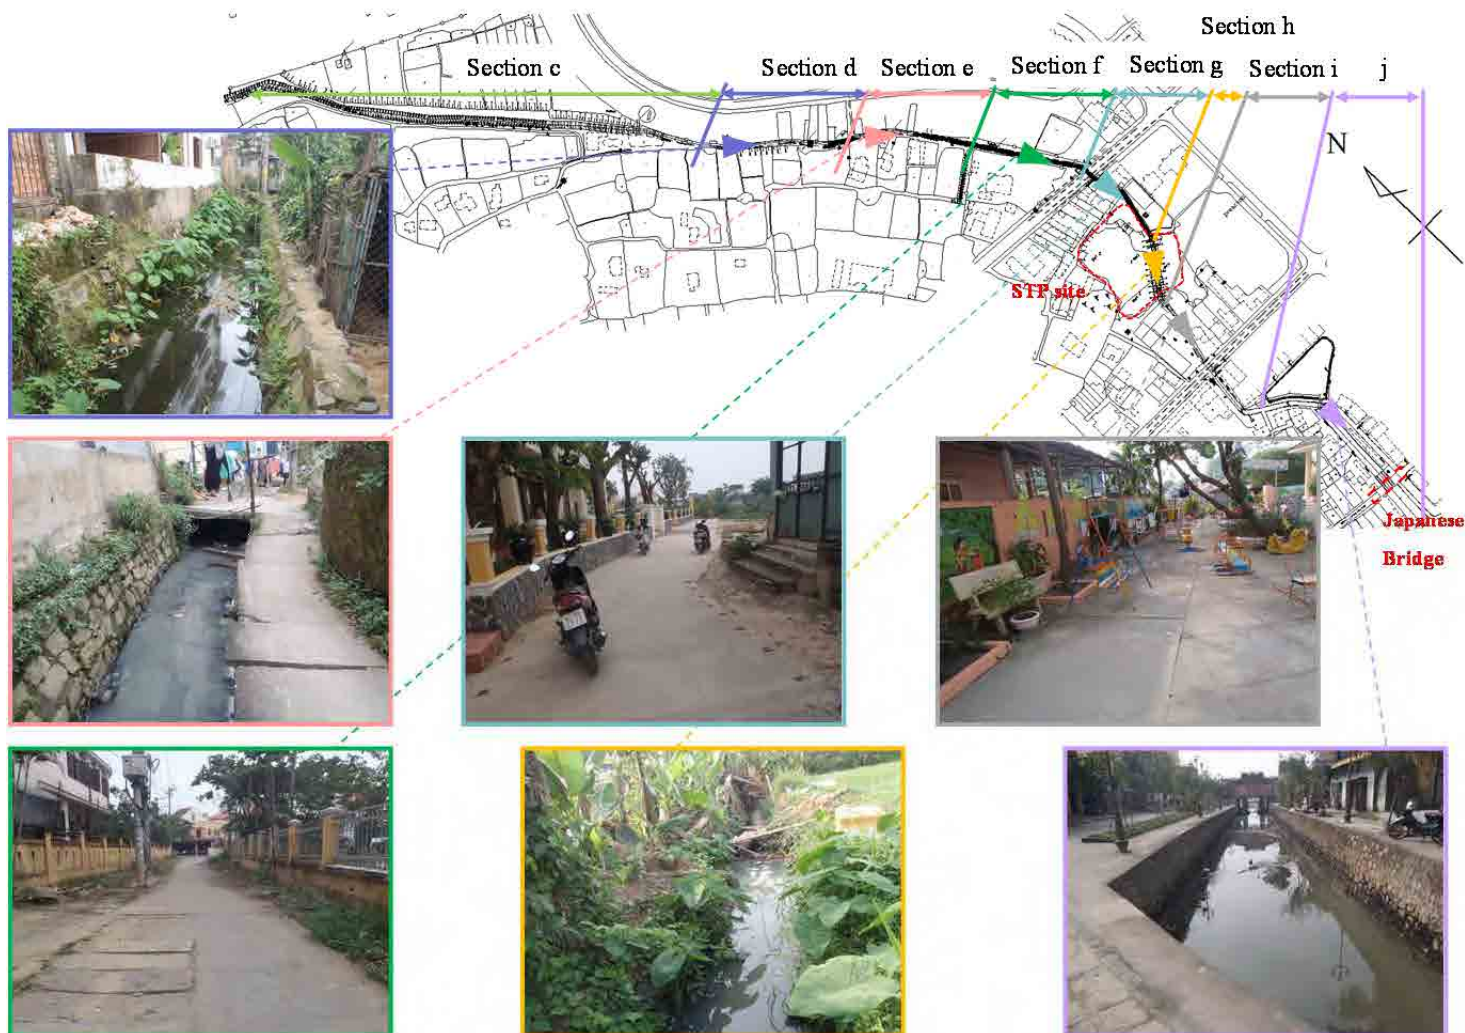 Section h
Section c
Section d
Section e
Section f
Section g
Section i
j
N
STP site
Japanese
Bridge